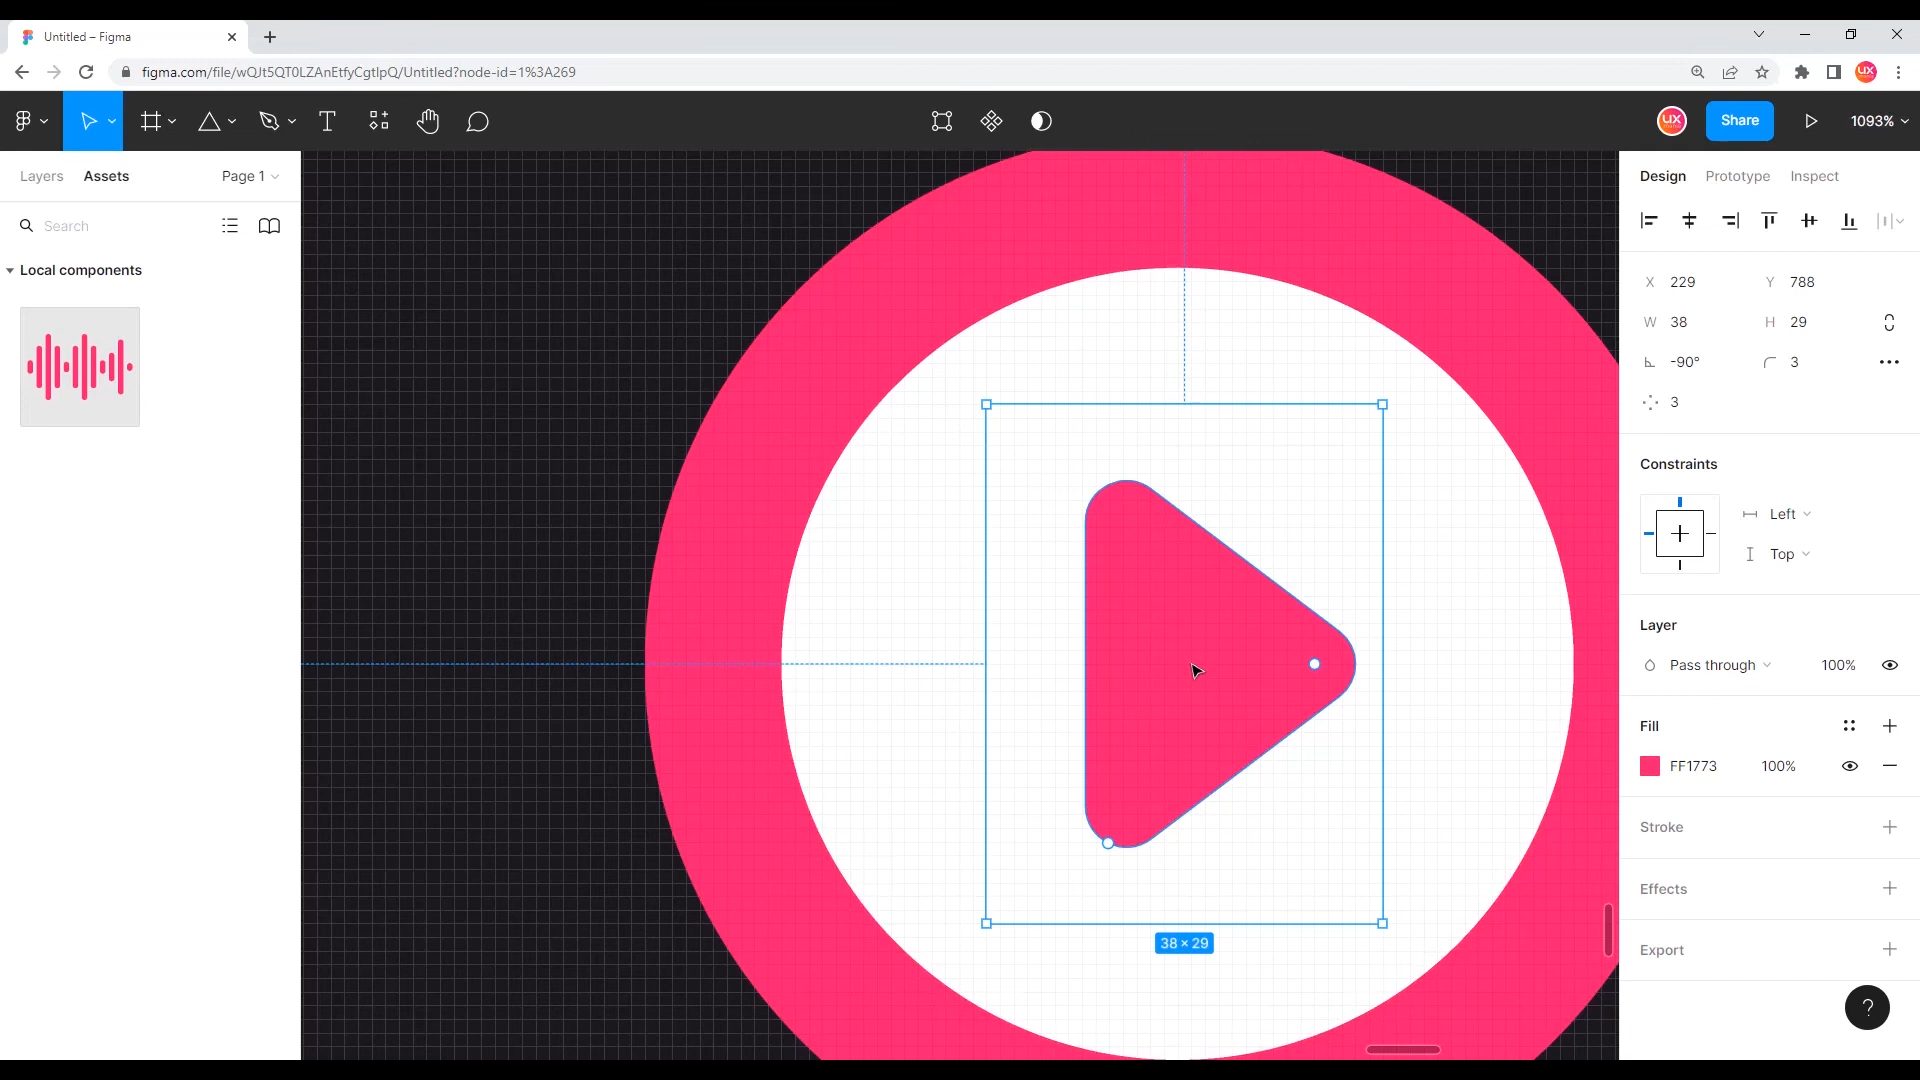 Untitled – Figma
figma.com/file/wQJt5QT0LZAnEtfyCgtlpQ/Untitled?node-id=1%3A269
ux
ux
Share
1093%
Layers
Assets
Page 1
Search
Local components
Design
Prototype
Inspect
X 229
Y 788
W 38
H 29
-90°
3
3
Constraints
Left
Top
Layer
Pass through
100%
Fill
FF1773
100%
Stroke
Effects
Export
38 × 29
?